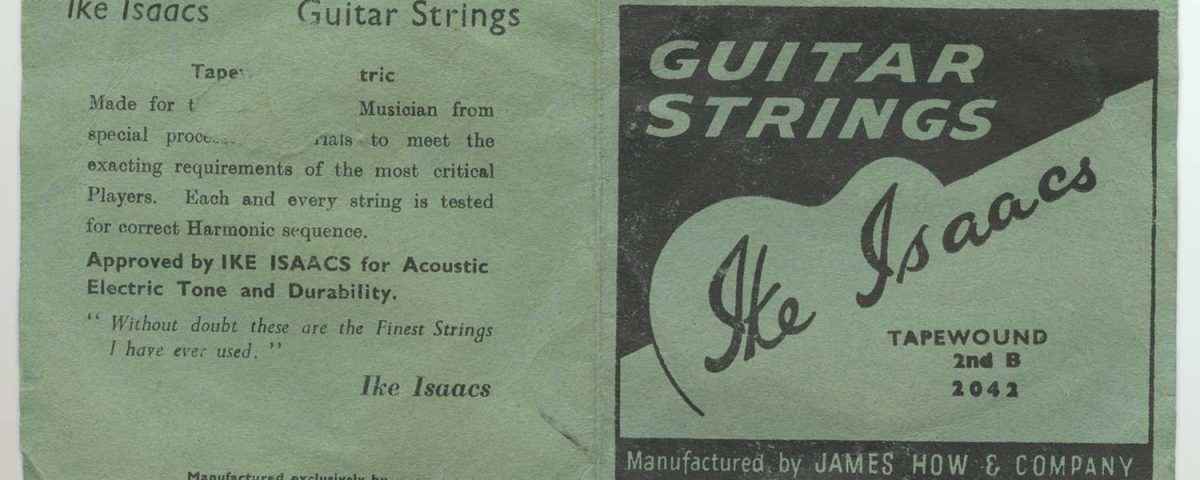 Ike Isaacs Guitar Strings
tric
Made for Musician from
special to meet the
exacting requirements of the most critical
Players. Each and every string is tested
for correct Harmonic sequence.
Approved by IKE ISAACS for Acoustic
Electric Tone and Durability.
“ Without doubt these are the Finest Strings
I have ever used. ”
Ike Isaacs
Manufactured exclusively by
GUITAR
STRINGS
Ike Isaacs
TAPEWOUND
2nd B
2042
Manufactured by JAMES HOW & COMPANY